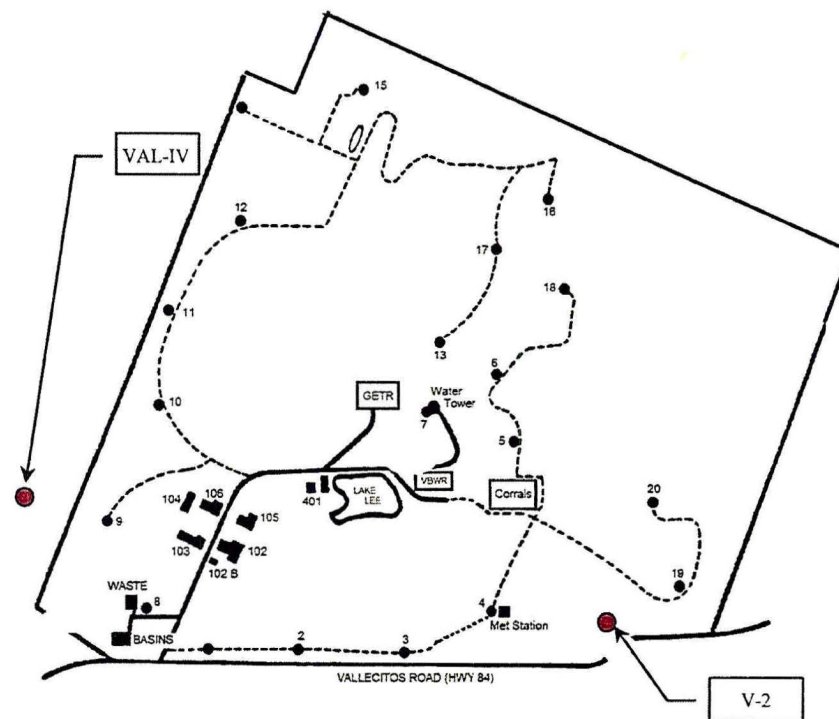 15
VAL-IV
12
16
17
18
11
13
6
10
GETR
Water
Tower
7
5
VBWR
104
106
401
LAKE
LEE
Corrals
20
9
105
103
102
102 B
WASTE
8
19
4
Met Station
BASINS
2
3
VALLECITOS ROAD (HWY 84)
V-2